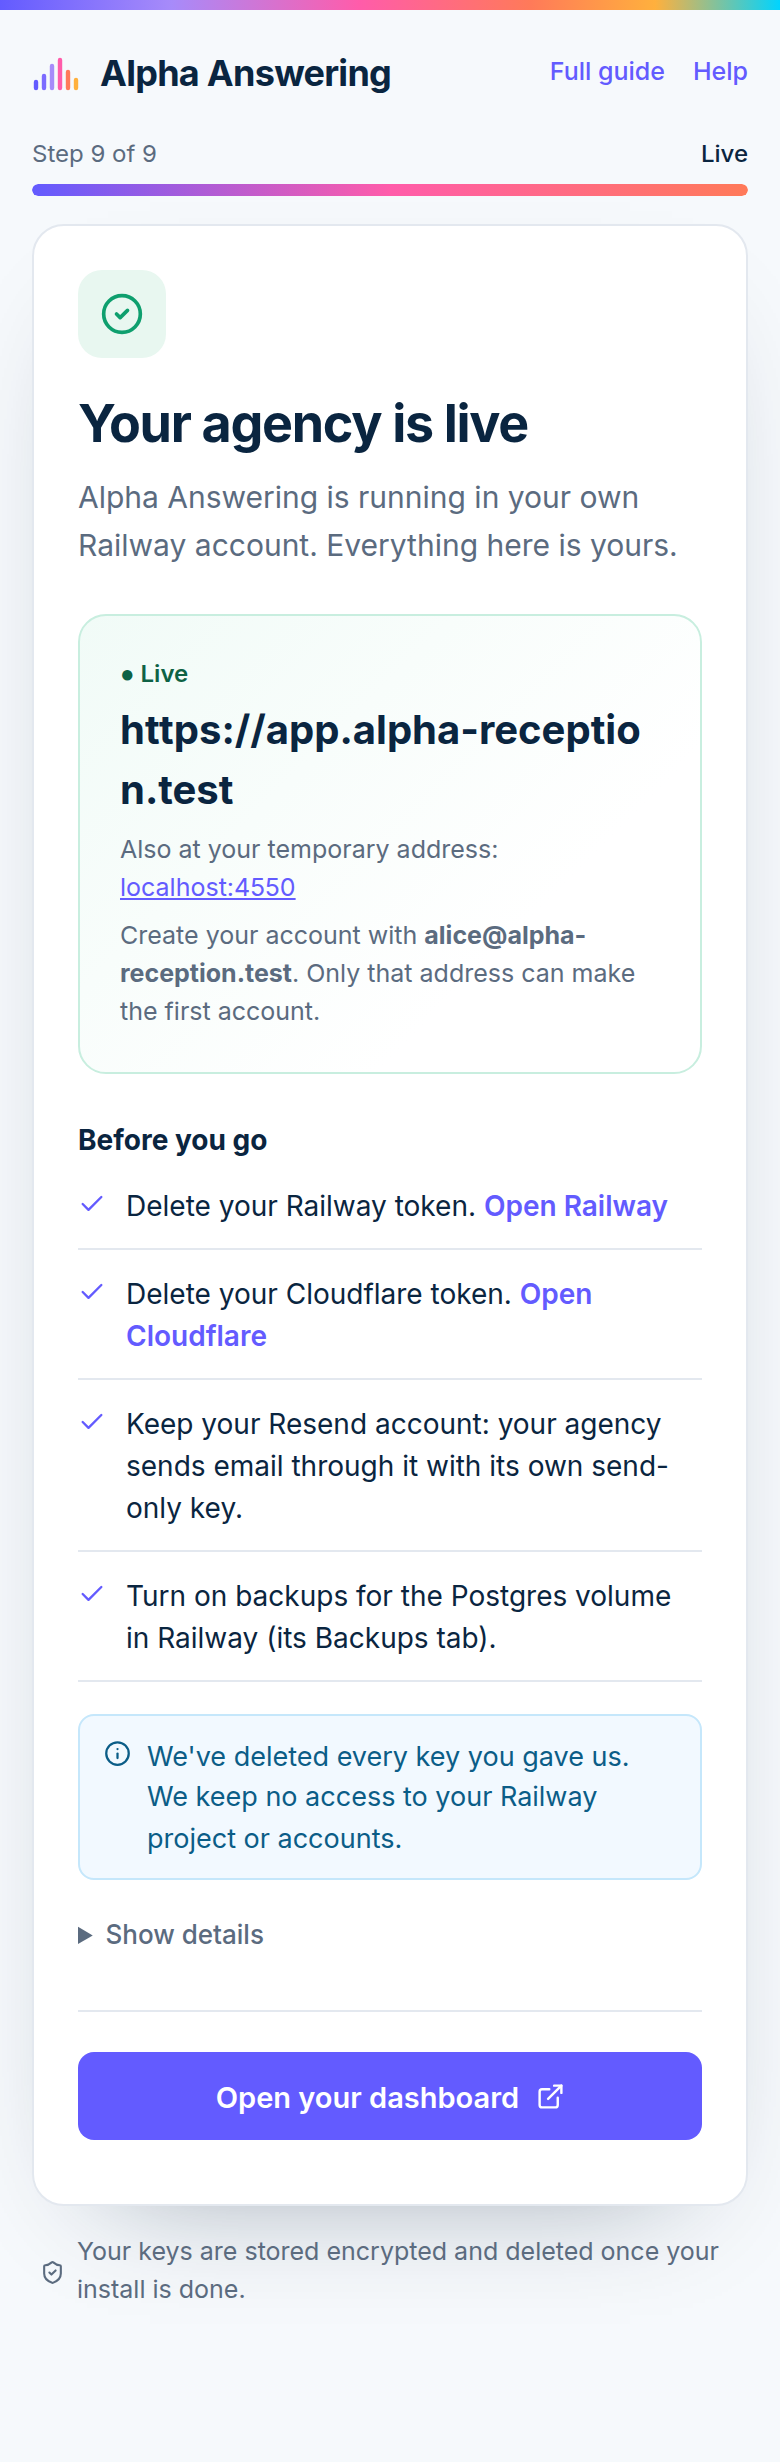 Alpha Answering
Full guide Help
Step 9 of 9
Live
Your agency is live
Alpha Answering is running in your own
Railway account. Everything here is yours.
● Live
https://app.alpha-receptio
n.test
Also at your temporary address:
localhost:4550
Create your account with alice@alpha-
reception.test. Only that address can make
the first account.
Before you go
Delete your Railway token. Open Railway
Delete your Cloudflare token. Open
Cloudflare
Keep your Resend account: your agency
sends email through it with its own send-
only key.
Turn on backups for the Postgres volume
in Railway (its Backups tab).
We've deleted every key you gave us.
We keep no access to your Railway
project or accounts.
Show details
Open your dashboard
Your keys are stored encrypted and deleted once your
install is done.